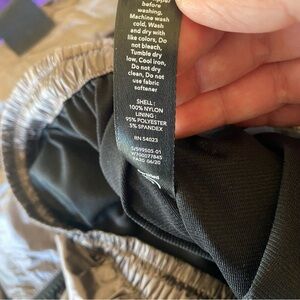 before
washing,
Machine wash
cold, Wash
and dry with
like colors, Do
not bleach,
Tumble dry
low, Cool iron,
Do not dry
clean, Do not
use fabric
softener
SHELL:
100% NYLON
LINING:
95% POLYESTER
5% SPANDEX
RN 54023